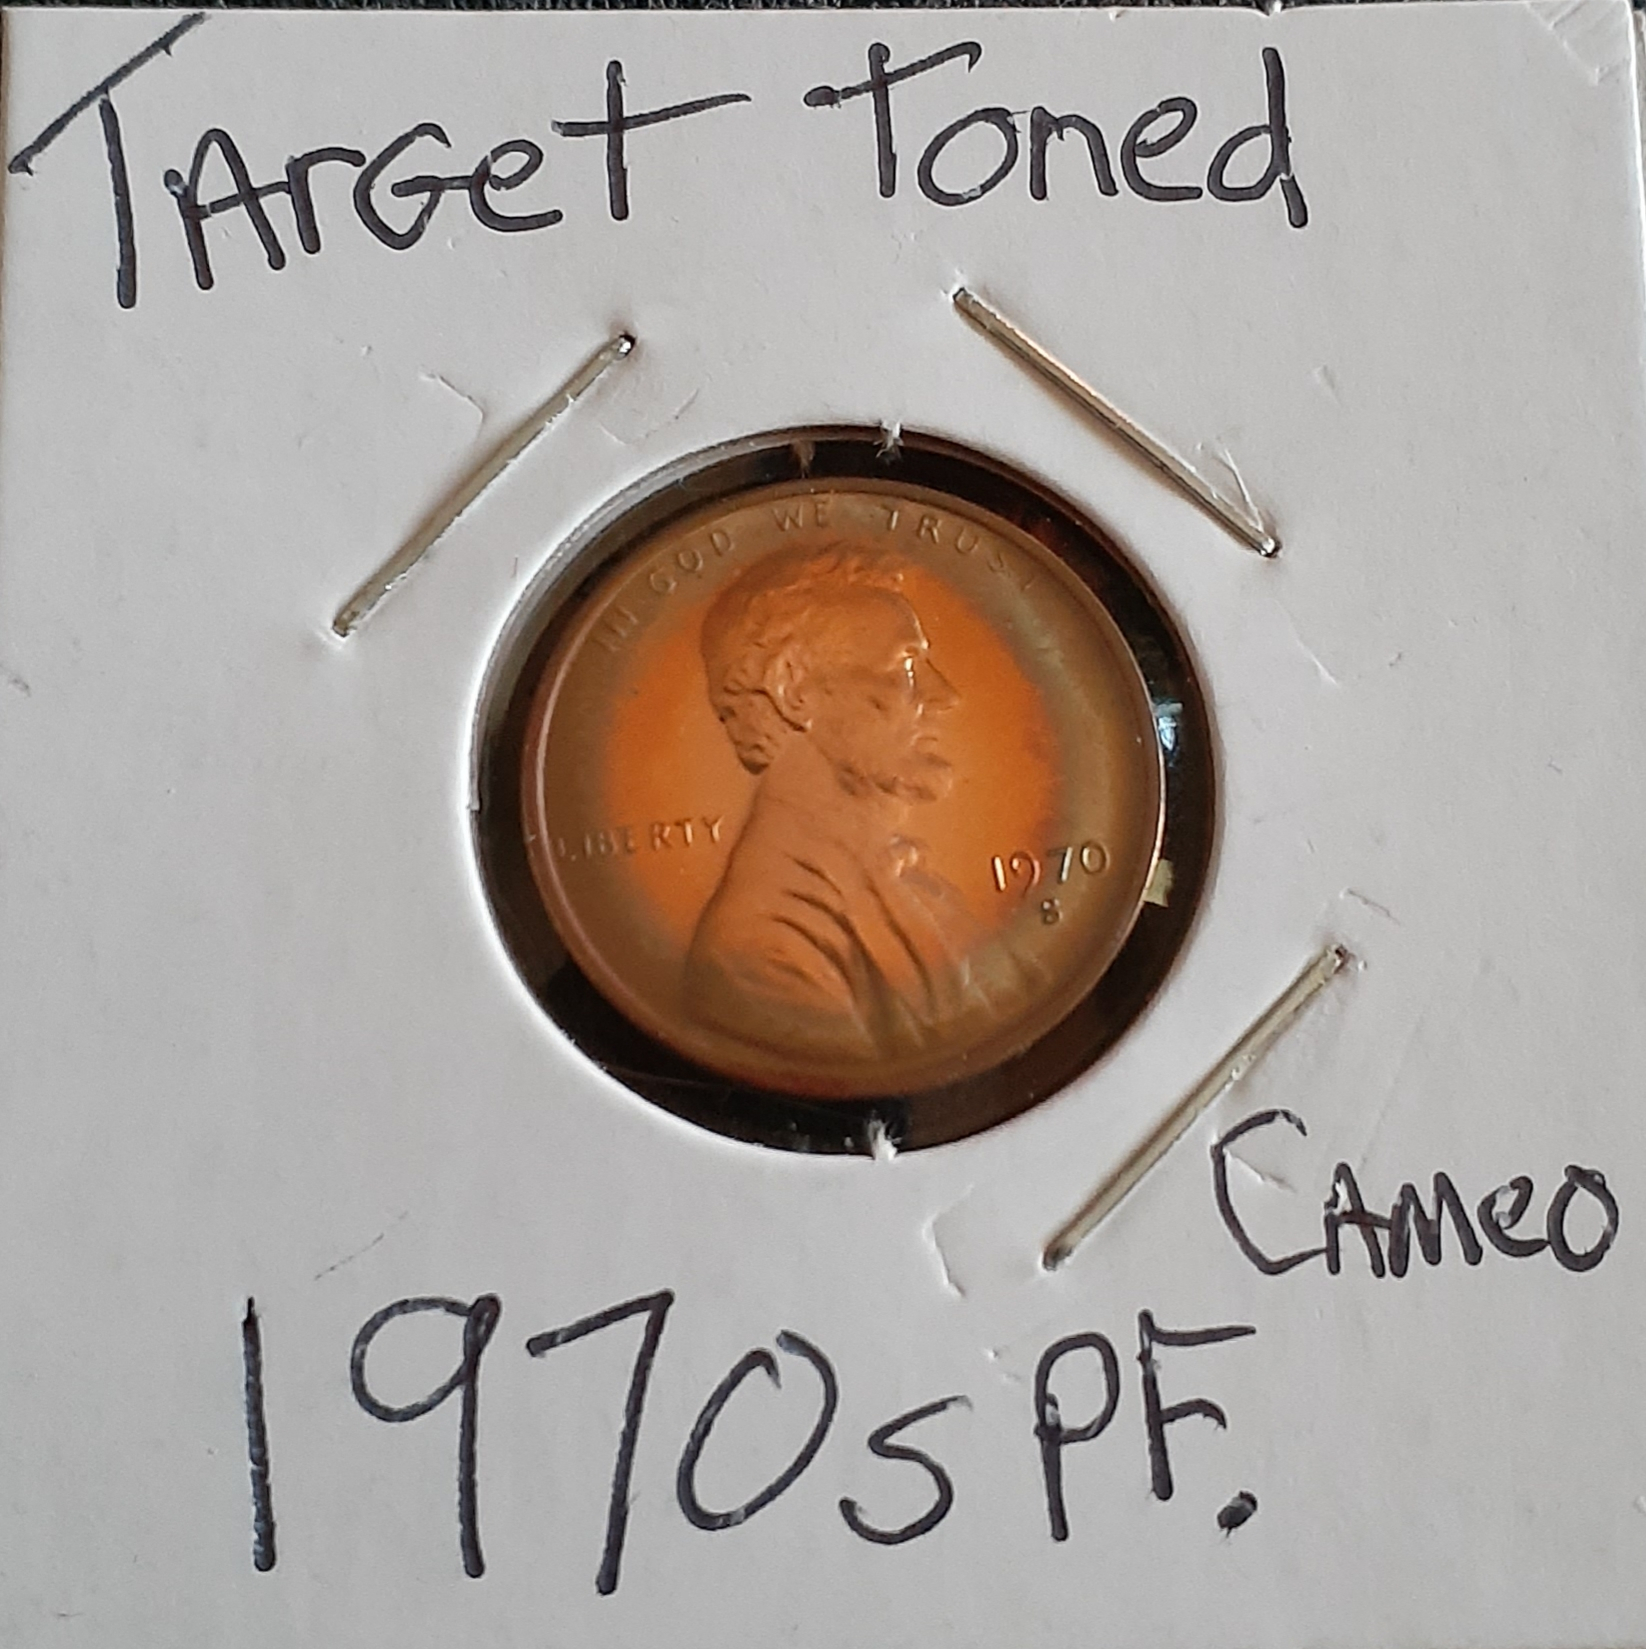 TArGeT Toned
IN GOD WE TRUST
LIBERTY
1970
S
CAMeO
1970s PF.